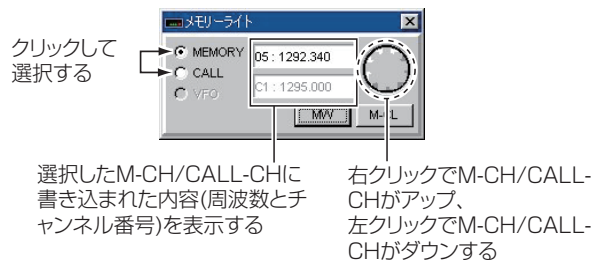 メモリーライト
クリックして
選択する
MEMORY
05 : 1292.340
CALL
C1 : 1295.000
VFO
MW
M-CL
選択したM-CH/CALL-CHに
書き込まれた内容(周波数とチ
ャンネル番号)を表示する
右クリックでM-CH/CALL-
CHがアップ、
左クリックでM-CH/CALL-
CHがダウンする